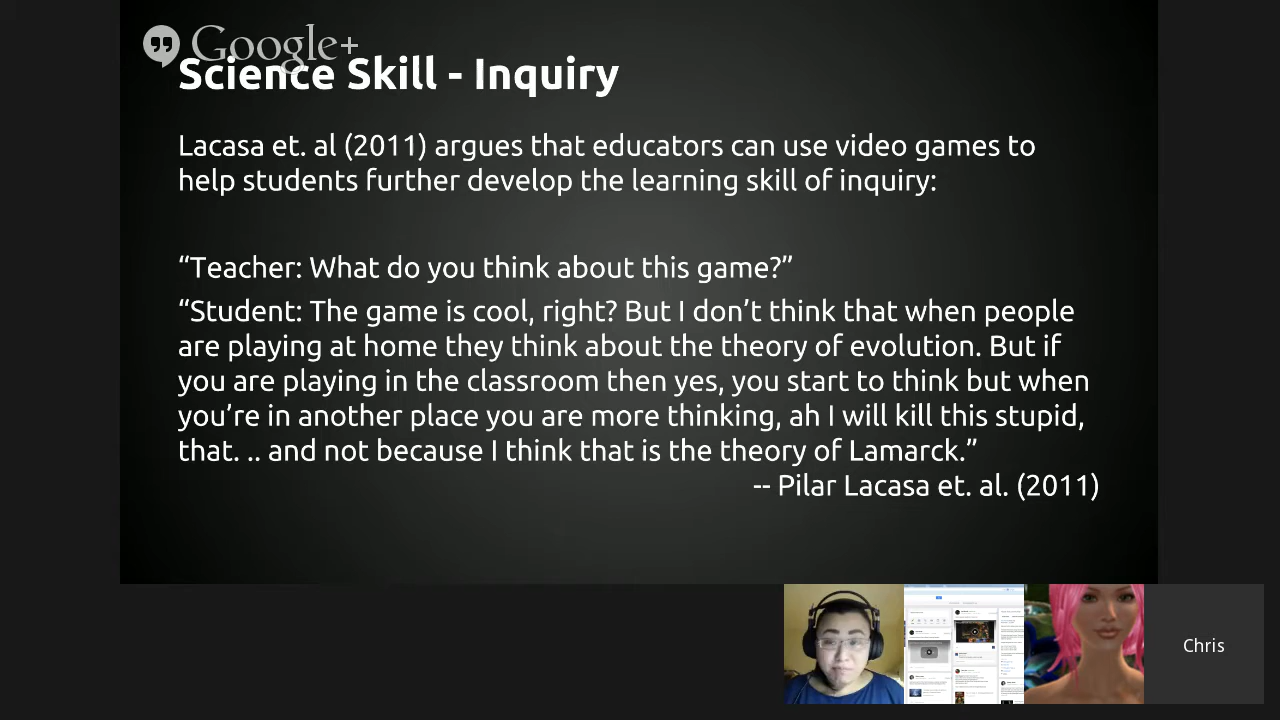 Google+
Science Skill - Inquiry
Lacasa et. al (2011) argues that educators can use video games to
help students further develop the learning skill of inquiry:
“Teacher: What do you think about this game?”
“Student: The game is cool, right? But I don’t think that when people
are playing at home they think about the theory of evolution. But if
you are playing in the classroom then yes, you start to think but when
you’re in another place you are more thinking, ah I will kill this stupid,
that. .. and not because I think that is the theory of Lamarck.”
-- Pilar Lacasa et. al. (2011)
Chris